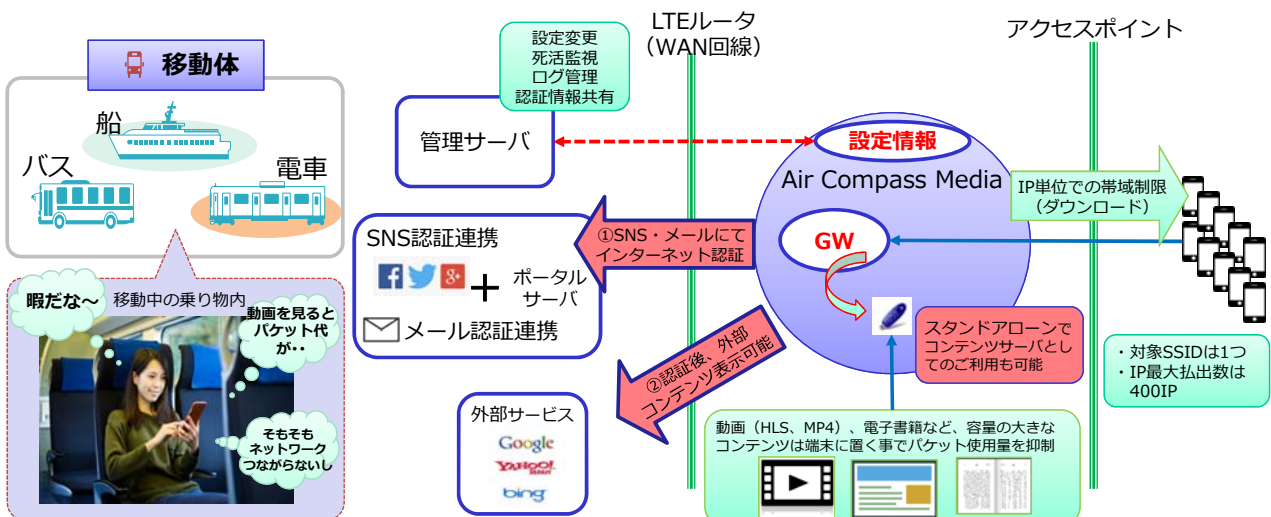 移動体
船
バス
電車
移動中の乗り物内
暇だな～
動画を見ると
パケット代
が・・
そもそも
ネットワーク
つながらないし
LTEルータ
（WAN回線）
アクセスポイント
設定変更
死活監視
ログ管理
認証情報共有
管理サーバ
設定情報
Air Compass Media
GW
IP単位での帯域制限
（ダウンロード）
①SNS・メールにて
インターネット認証
SNS認証連携
f
g+
+
ポータル
サーバ
メール認証連携
②認証後、外部
コンテンツ表示可能
スタンドアローンで
コンテンツサーバとし
てのご利用も可能
・対象SSIDは1つ
・IP最大払出数は
400IP
外部サービス
Google
YAHOO!
JAPAN
bing
動画（HLS、MP4）、電子書籍など、容量の大きな
コンテンツは端末に置く事でパケット使用量を抑制